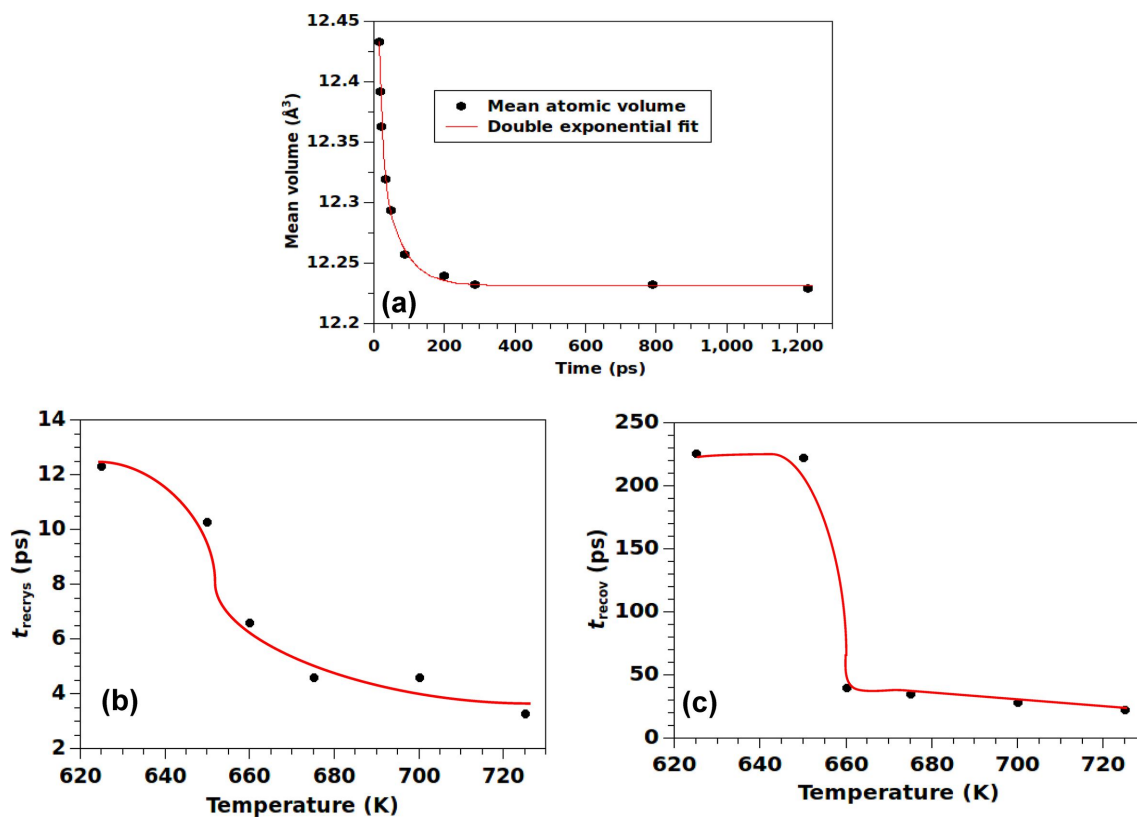 12.45
12.4
12.35
12.3
12.25
12.2
Mean volume (Å³)
Mean atomic volume
Double exponential fit
(a)
0 200 400 600 800 1,000 1,200
Time (ps)
14
12
10
8
6
4
2
t recrys (ps)
(b)
620 640 660 680 700 720
Temperature (K)
250
200
150
100
50
0
t recov (ps)
(c)
620 640 660 680 700 720
Temperature (K)